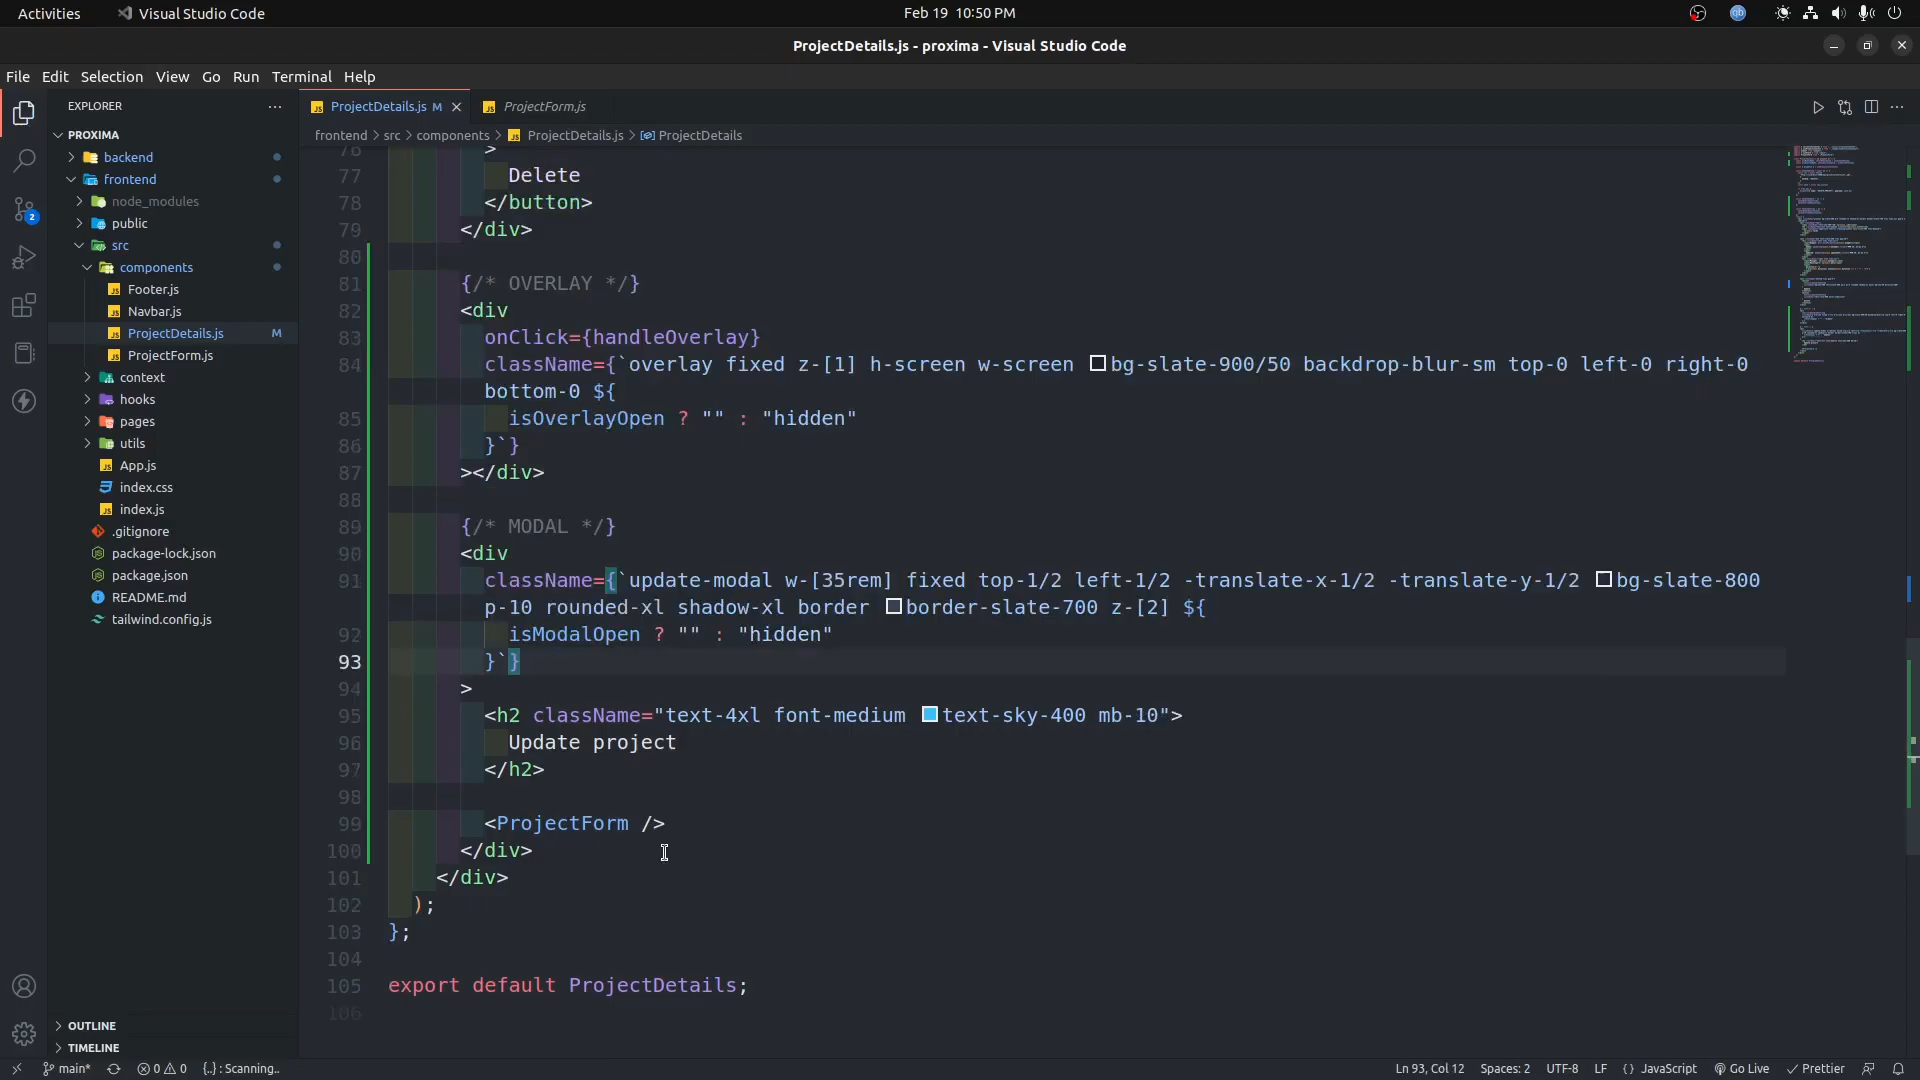 Activities
Visual Studio Code
Feb 19 10:50 PM
ProjectDetails.js - proxima - Visual Studio Code
File Edit Selection View Go Run Terminal Help
EXPLORER
PROXIMA
backend
frontend
node_modules
public
src
components
Footer.js
Navbar.js
ProjectDetails.js M
ProjectForm.js
context
hooks
pages
utils
App.js
index.css
index.js
.gitignore
package-lock.json
package.json
README.md
tailwind.config.js
OUTLINE
TIMELINE
2
ProjectDetails.js M
ProjectForm.js
frontend > src > components > ProjectDetails.js > ProjectDetails
76 >
77 Delete
78 </button>
79 </div>
80
81 {/* OVERLAY */}
82 <div
83 onClick={handleOverlay}
84 className={`overlay fixed z-[1] h-screen w-screen bg-slate-900/50 backdrop-blur-sm top-0 left-0 right-0
bottom-0 ${
85 isOverlayOpen ? "" : "hidden"
86 }`}
87 ></div>
88
89 {/* MODAL */}
90 <div
91 className={`update-modal w-[35rem] fixed top-1/2 left-1/2 -translate-x-1/2 -translate-y-1/2 bg-slate-800
p-10 rounded-xl shadow-xl border border-slate-700 z-[2] ${
92 isModalOpen ? "" : "hidden"
93 }`}
94 >
95 <h2 className="text-4xl font-medium text-sky-400 mb-10">
96 Update project
97 </h2>
98
99 <ProjectForm />
100 </div>
101 </div>
102 );
103 };
104
105 export default ProjectDetails;
106
main* 0 0 {..} : Scanning..
Ln 93, Col 12 Spaces: 2 UTF-8 LF {} JavaScript Go Live Prettier